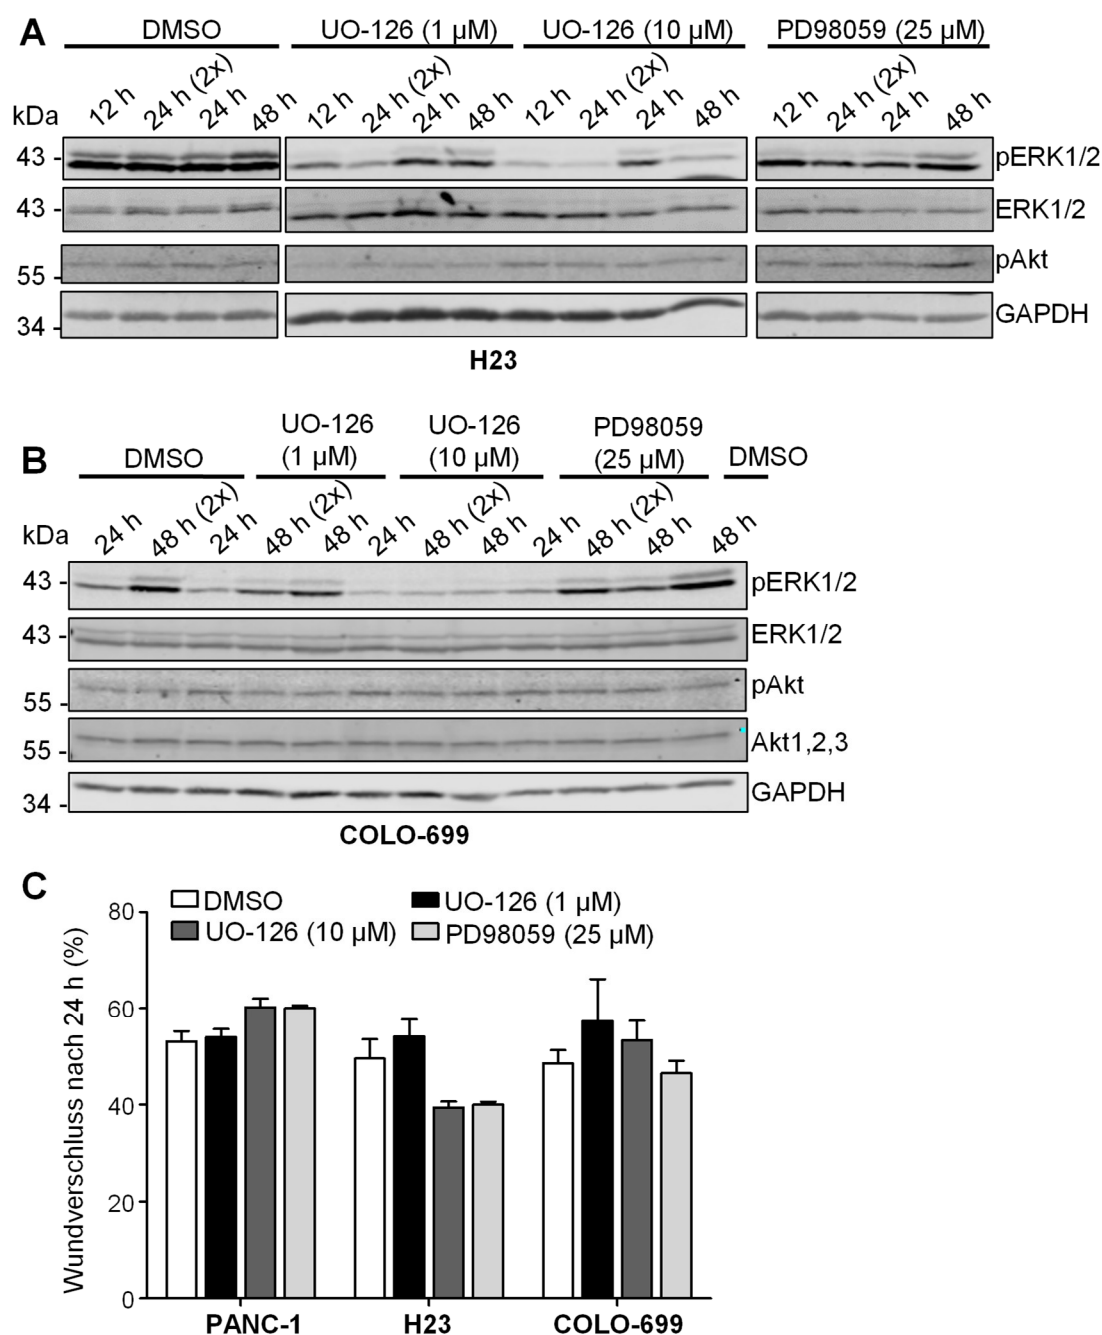 A
DMSO UO-126 (1 µM) UO-126 (10 µM) PD98059 (25 µM)
kDa 12 h 24 h (2x) 24 h 48 h 12 h 24 h (2x) 24 h 48 h 12 h 24 h (2x) 24 h 48 h 12 h 24 h (2x) 24 h 48 h
43 - pERK1/2
43 - ERK1/2
55 - pAkt
34 - GAPDH
H23
B
DMSO UO-126 (1 µM) UO-126 (10 µM) PD98059 (25 µM) DMSO
kDa 24 h 48 h (2x) 24 h 48 h (2x) 48 h 24 h 48 h (2x) 48 h 24 h 48 h (2x) 48 h 48 h
43 - pERK1/2
43 - ERK1/2
55 - pAkt
55 - Akt1,2,3
34 - GAPDH
COLO-699
C
DMSO UO-126 (1 µM)
UO-126 (10 µM) PD98059 (25 µM)
Wundverschluss nach 24 h (%)
80
60
40
20
0
PANC-1 H23 COLO-699